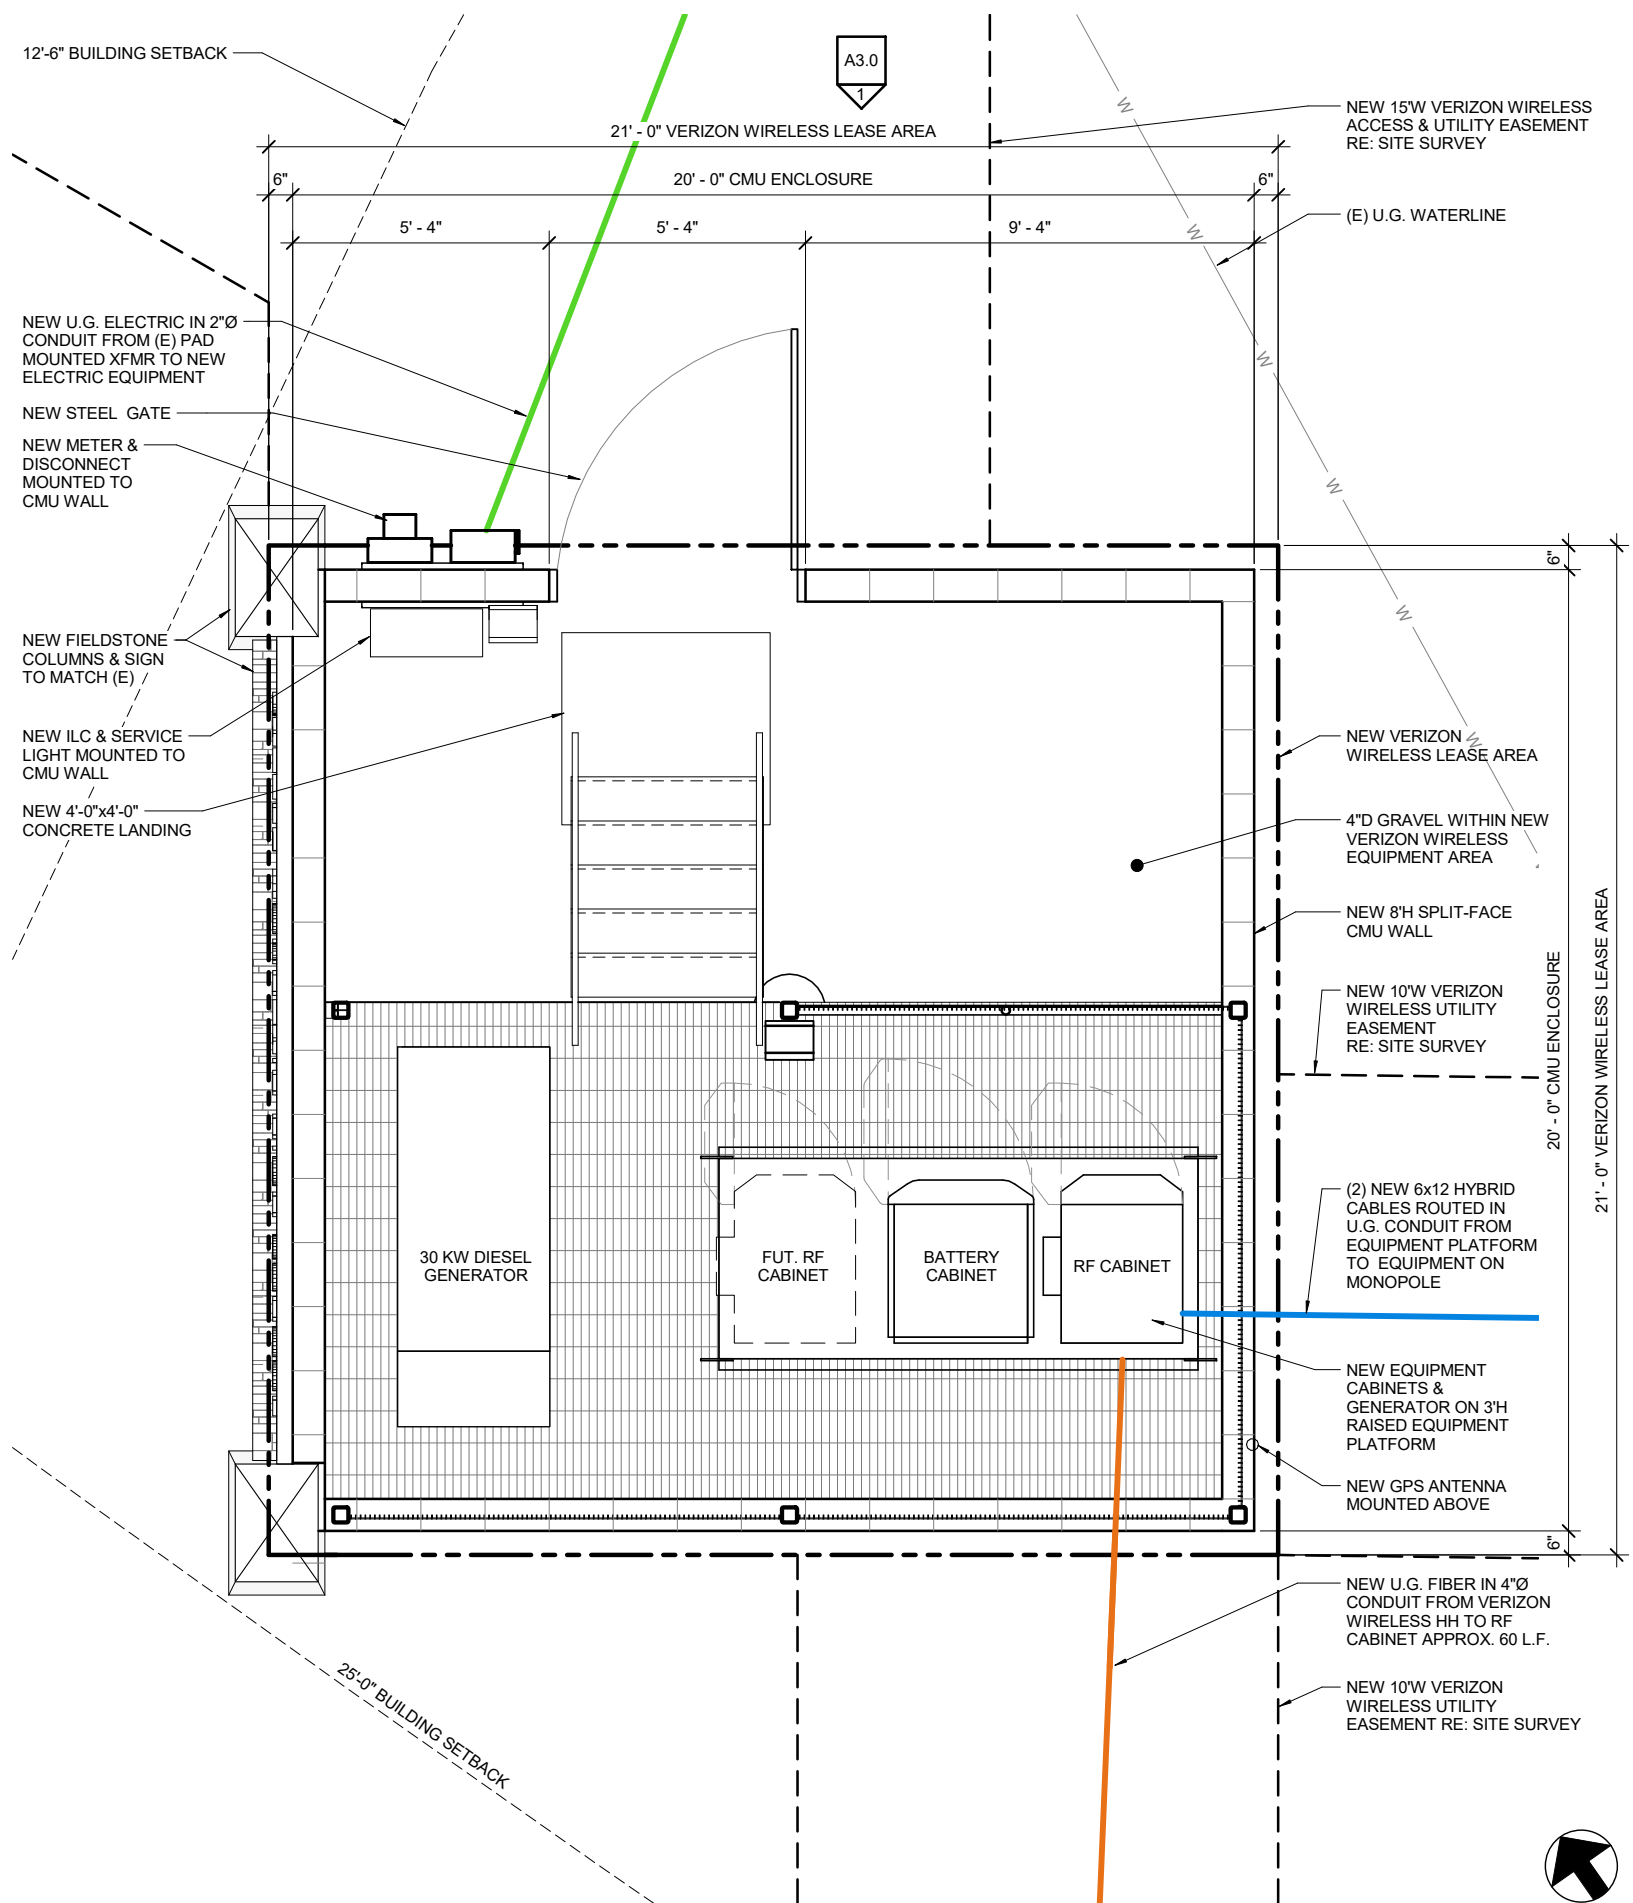 12'-6" BUILDING SETBACK
A3.0
1
21' - 0" VERIZON WIRELESS LEASE AREA
6"
20' - 0" CMU ENCLOSURE
6"
5' - 4"
5' - 4"
9' - 4"
NEW 15'W VERIZON WIRELESS
ACCESS & UTILITY EASEMENT
RE: SITE SURVEY
(E) U.G. WATERLINE
W
W
W
W
W
W
NEW U.G. ELECTRIC IN 2"Ø
CONDUIT FROM (E) PAD
MOUNTED XFMR TO NEW
ELECTRIC EQUIPMENT
NEW STEEL GATE
NEW METER &
DISCONNECT
MOUNTED TO
CMU WALL
NEW FIELDSTONE
COLUMNS & SIGN
TO MATCH (E)
NEW ILC & SERVICE
LIGHT MOUNTED TO
CMU WALL
NEW 4'-0"x4'-0"
CONCRETE LANDING
6"
NEW VERIZON
WIRELESS LEASE AREA
4"D GRAVEL WITHIN NEW
VERIZON WIRELESS
EQUIPMENT AREA
NEW 8'H SPLIT-FACE
CMU WALL
NEW 10'W VERIZON
WIRELESS UTILITY
EASEMENT
RE: SITE SURVEY
20' - 0" CMU ENCLOSURE
21' - 0" VERIZON WIRELESS LEASE AREA
(2) NEW 6x12 HYBRID
CABLES ROUTED IN
U.G. CONDUIT FROM
EQUIPMENT PLATFORM
TO EQUIPMENT ON
MONOPOLE
30 KW DIESEL
GENERATOR
FUT. RF
CABINET
BATTERY
CABINET
RF CABINET
NEW EQUIPMENT
CABINETS &
GENERATOR ON 3'H
RAISED EQUIPMENT
PLATFORM
NEW GPS ANTENNA
MOUNTED ABOVE
6"
NEW U.G. FIBER IN 4"Ø
CONDUIT FROM VERIZON
WIRELESS HH TO RF
CABINET APPROX. 60 L.F.
NEW 10'W VERIZON
WIRELESS UTILITY
EASEMENT RE: SITE SURVEY
25'-0" BUILDING SETBACK